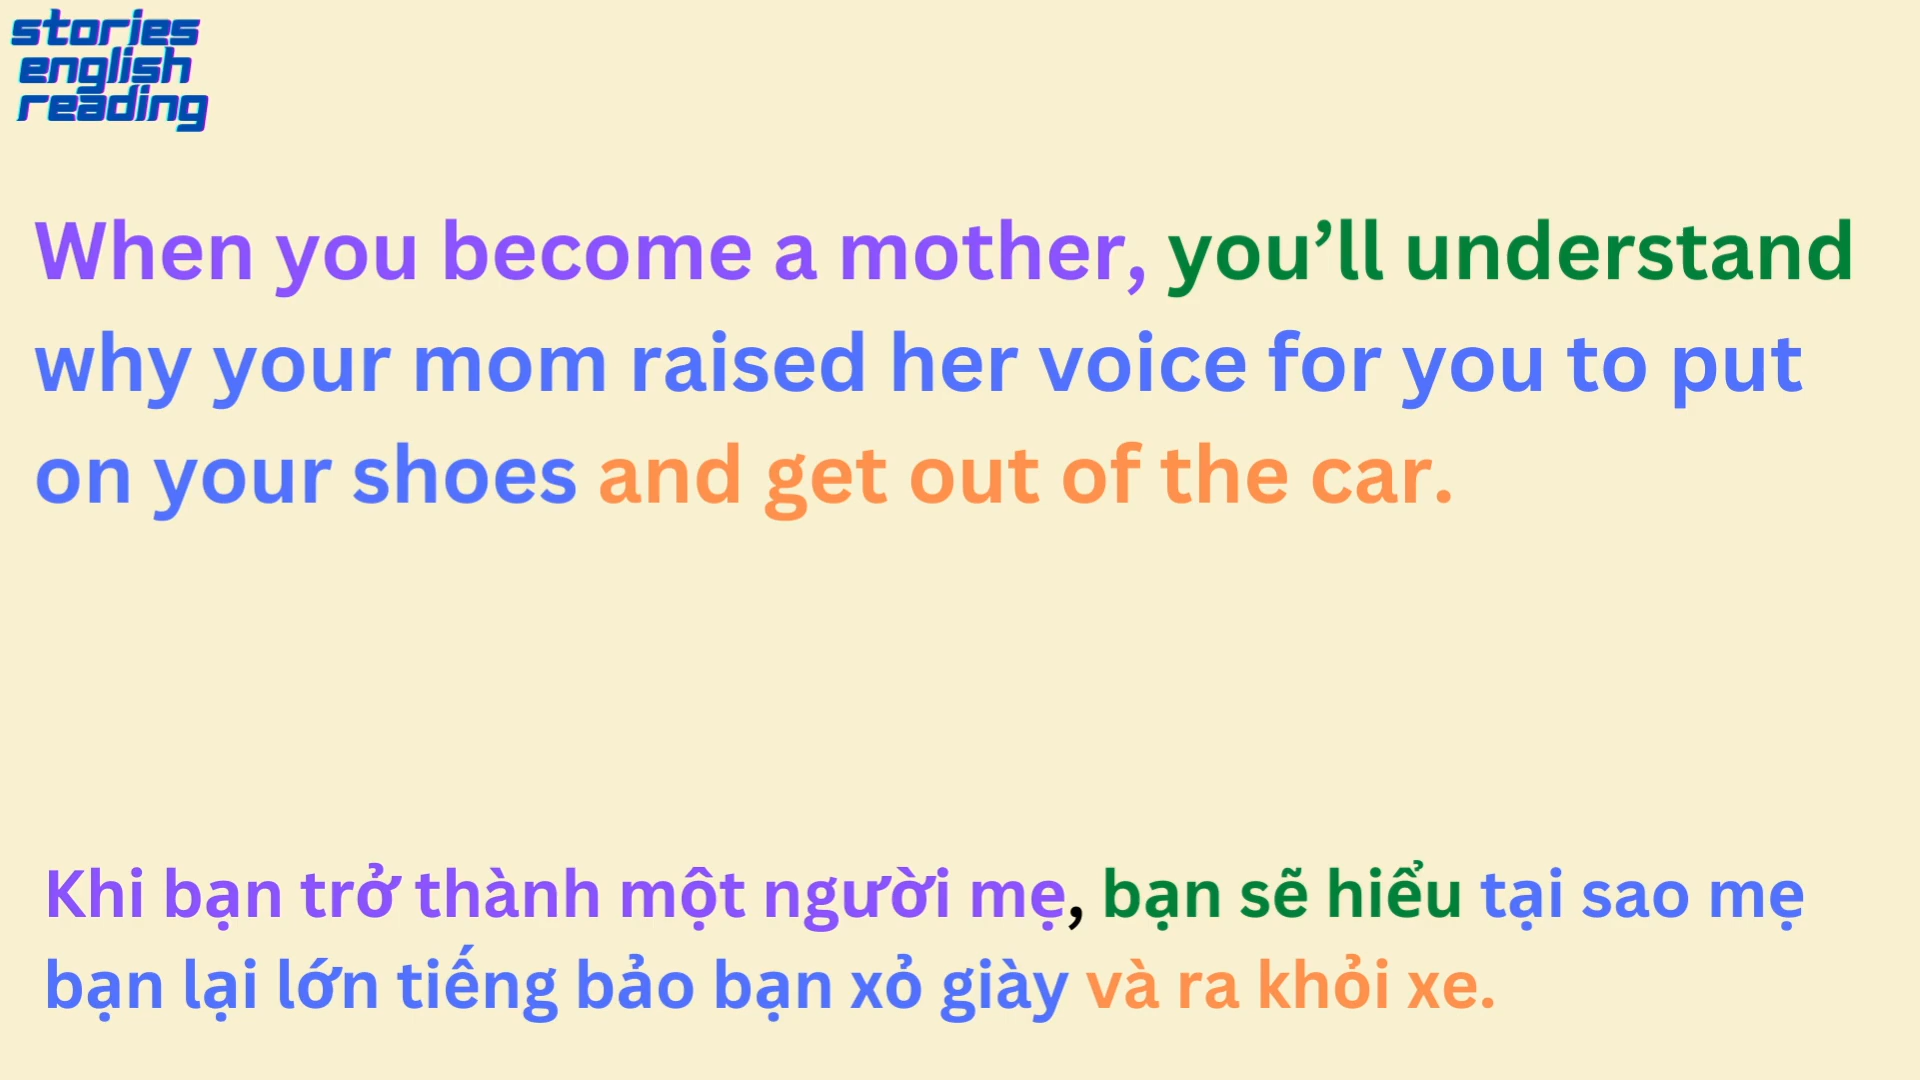 stories
english
reading
When you become a mother, you’ll understand
why your mom raised her voice for you to put
on your shoes and get out of the car.
Khi bạn trở thành một người mẹ, bạn sẽ hiểu tại sao mẹ
bạn lại lớn tiếng bảo bạn xỏ giày và ra khỏi xe.